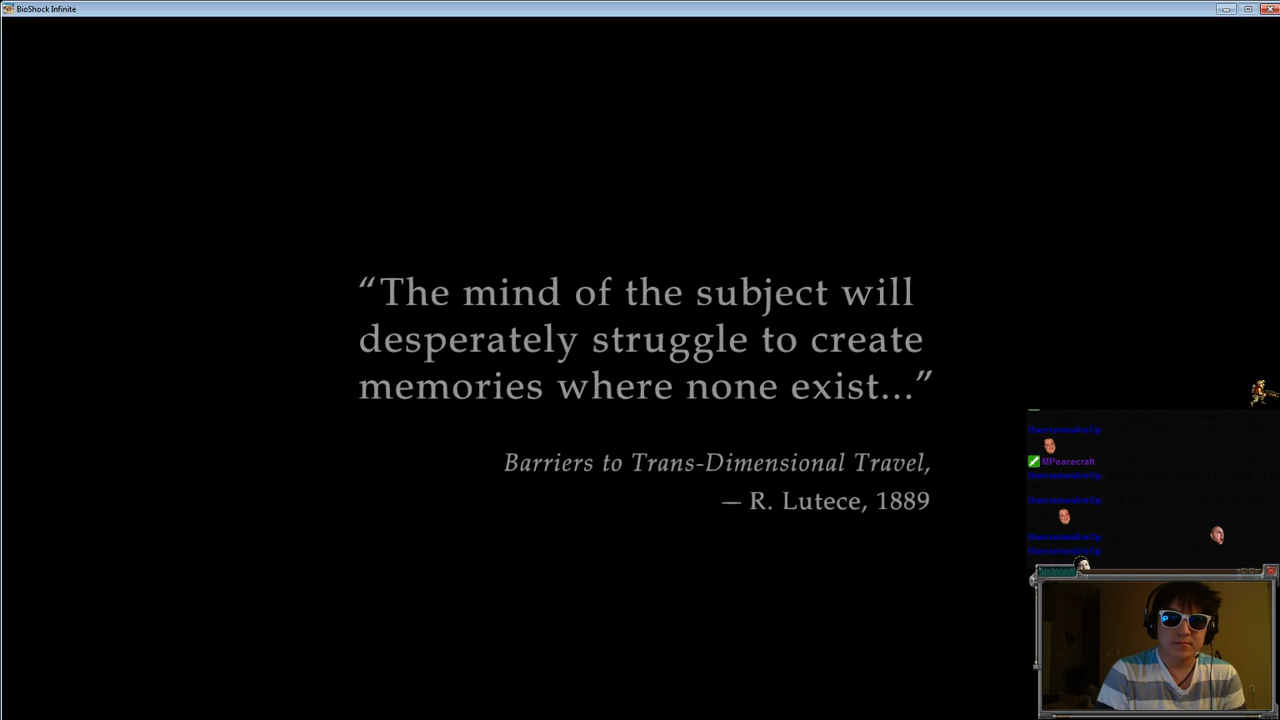 BioShock Infinite
“The mind of the subject will
desperately struggle to create
memories where none exist...”
Barriers to Trans-Dimensional Travel,
— R. Lutece, 1889
MPeacecraft